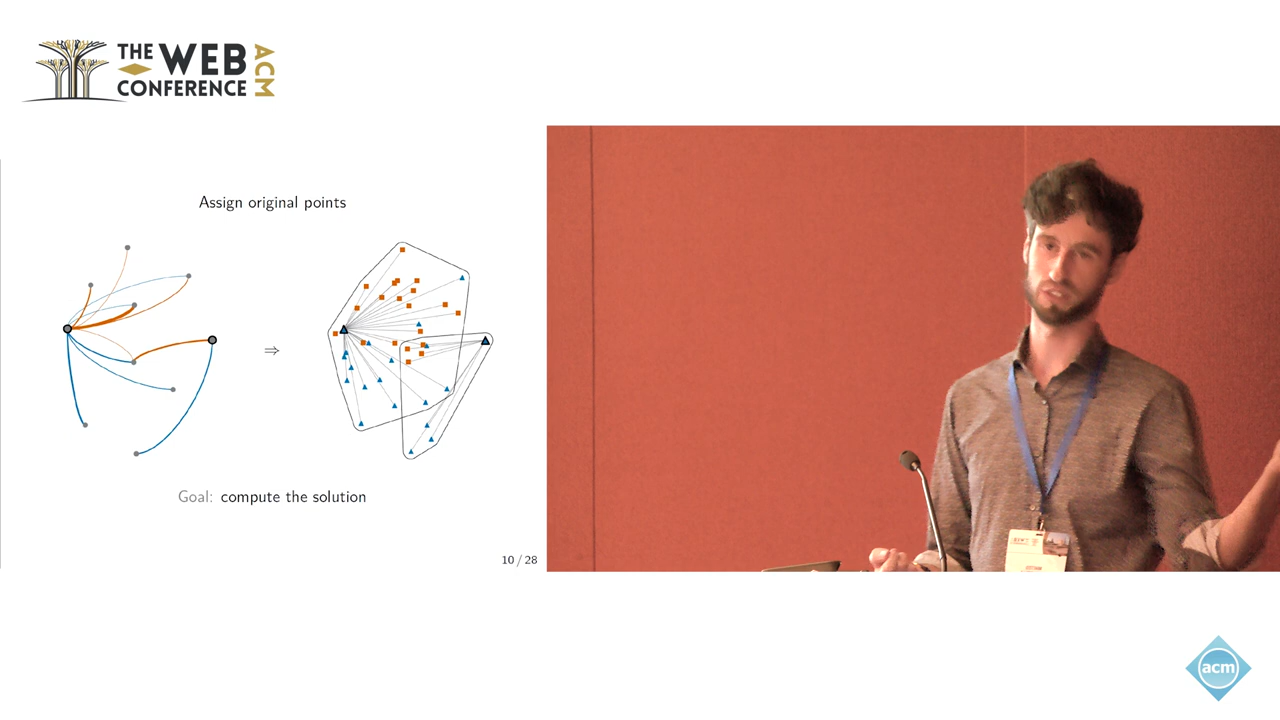 THE WEB
CONFERENCE
ACM
Assign original points
⇒
Goal: compute the solution
10 / 28
acm